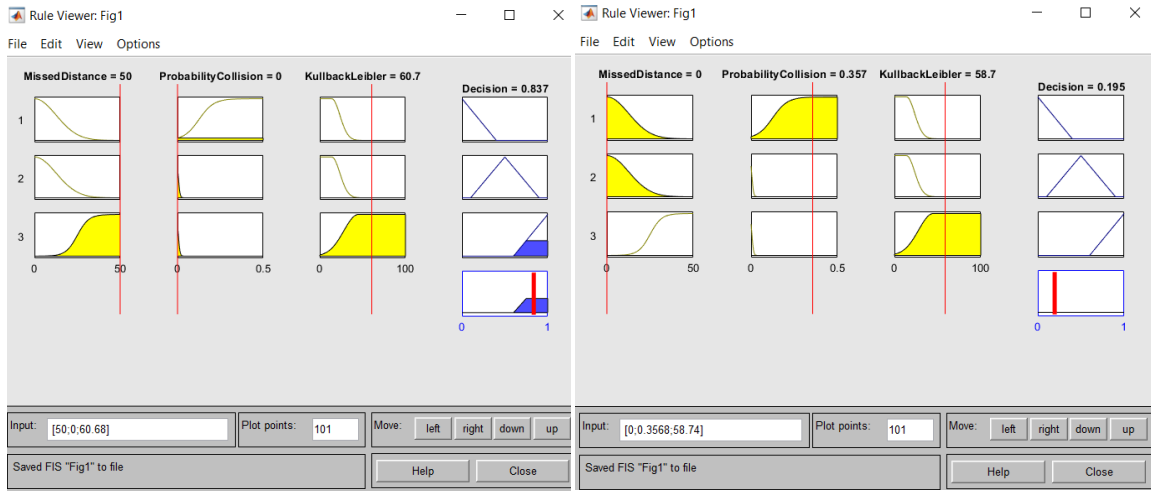 Rule Viewer: Fig1
File Edit View Options
MissedDistance = 50 ProbabilityCollision = 0 KullbackLeibler = 60.7
Decision = 0.837
1
2
3
0 50 0 0.5 0 100
0 1
Input: [50;0;60.68] Plot points: 101 Move: left right down up
Saved FIS "Fig1" to file Help Close
Rule Viewer: Fig1
File Edit View Options
MissedDistance = 0 ProbabilityCollision = 0.357 KullbackLeibler = 58.7
Decision = 0.195
1
2
3
0 50 0 0.5 0 100
0 1
Input: [0;0.3568;58.74] Plot points: 101 Move: left right down up
Saved FIS "Fig1" to file Help Close